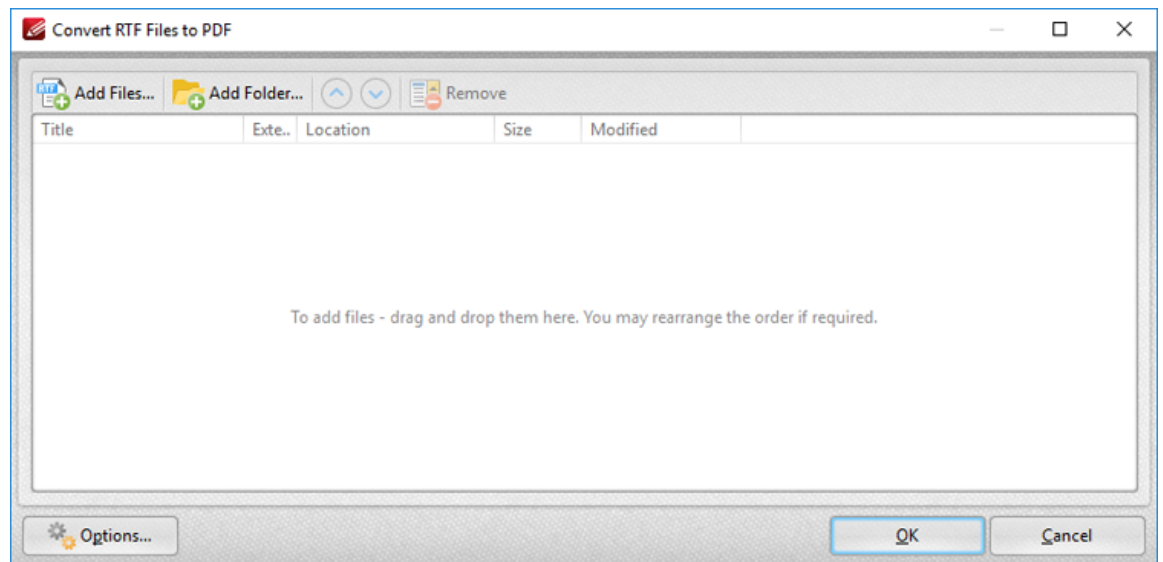 Convert RTF Files to PDF
RTF Add Files... Add Folder... Remove
Title Exte.. Location Size Modified
To add files - drag and drop them here. You may rearrange the order if required.
Options... OK Cancel